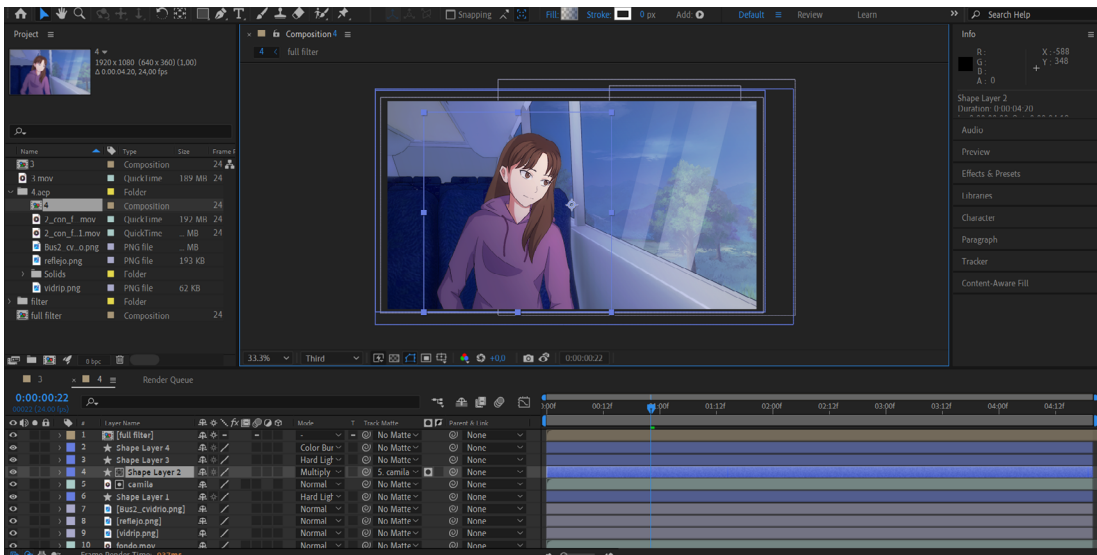 Snapping
Fill:
Stroke:
0 px
Add:
Default
Review
Learn
Search Help
Project
4
1920 x 1080 (640 x 360) (1,00)
Δ 0:00:04:20, 24,00 fps
Name
Type
Size
Frame R
3
Composition
24
3.mov
QuickTime
189 MB
24
4.aep
Folder
4
Composition
24
2_con_f mov
QuickTime
192 MB
24
2_con_f...1.mov
QuickTime
... MB
24
Bus2_cv...o.png
PNG file
... MB
reflejo.png
PNG file
193 KB
Solids
Folder
vidrip.png
PNG file
62 KB
filter
Folder
full filter
Composition
24
8 bpc
Composition 4
4
full filter
33.3%
Third
+0,0
0:00:00:22
Info
R :
G :
B :
A : 0
X : -588
Y : 348
Shape Layer 2
Duration: 0:00:04:20
Audio
Preview
Effects & Presets
Libraries
Character
Paragraph
Tracker
Content-Aware Fill
3
4
Render Queue
0:00:00:22
00022 (24.00 fps)
#
Layer Name
Mode
T
Track Matte
Parent & Link
00:12f
01:00f
01:12f
02:00f
02:12f
03:00f
03:12f
04:00f
04:12f
1
[full filter]
-
No Matte
None
2
Shape Layer 4
Color Bur
No Matte
None
3
Shape Layer 3
Hard Ligh
No Matte
None
4
Shape Layer 2
Multiply
5. camila
None
5
camila
Normal
No Matte
None
6
Shape Layer 1
Hard Ligh
No Matte
None
7
[Bus2_cvidrio.png]
Normal
No Matte
None
8
[reflejo.png]
Normal
No Matte
None
9
[vidrip.png]
Normal
No Matte
None
10
fondo.mov
Normal
No Matte
None
Frame Render Time: 937ms